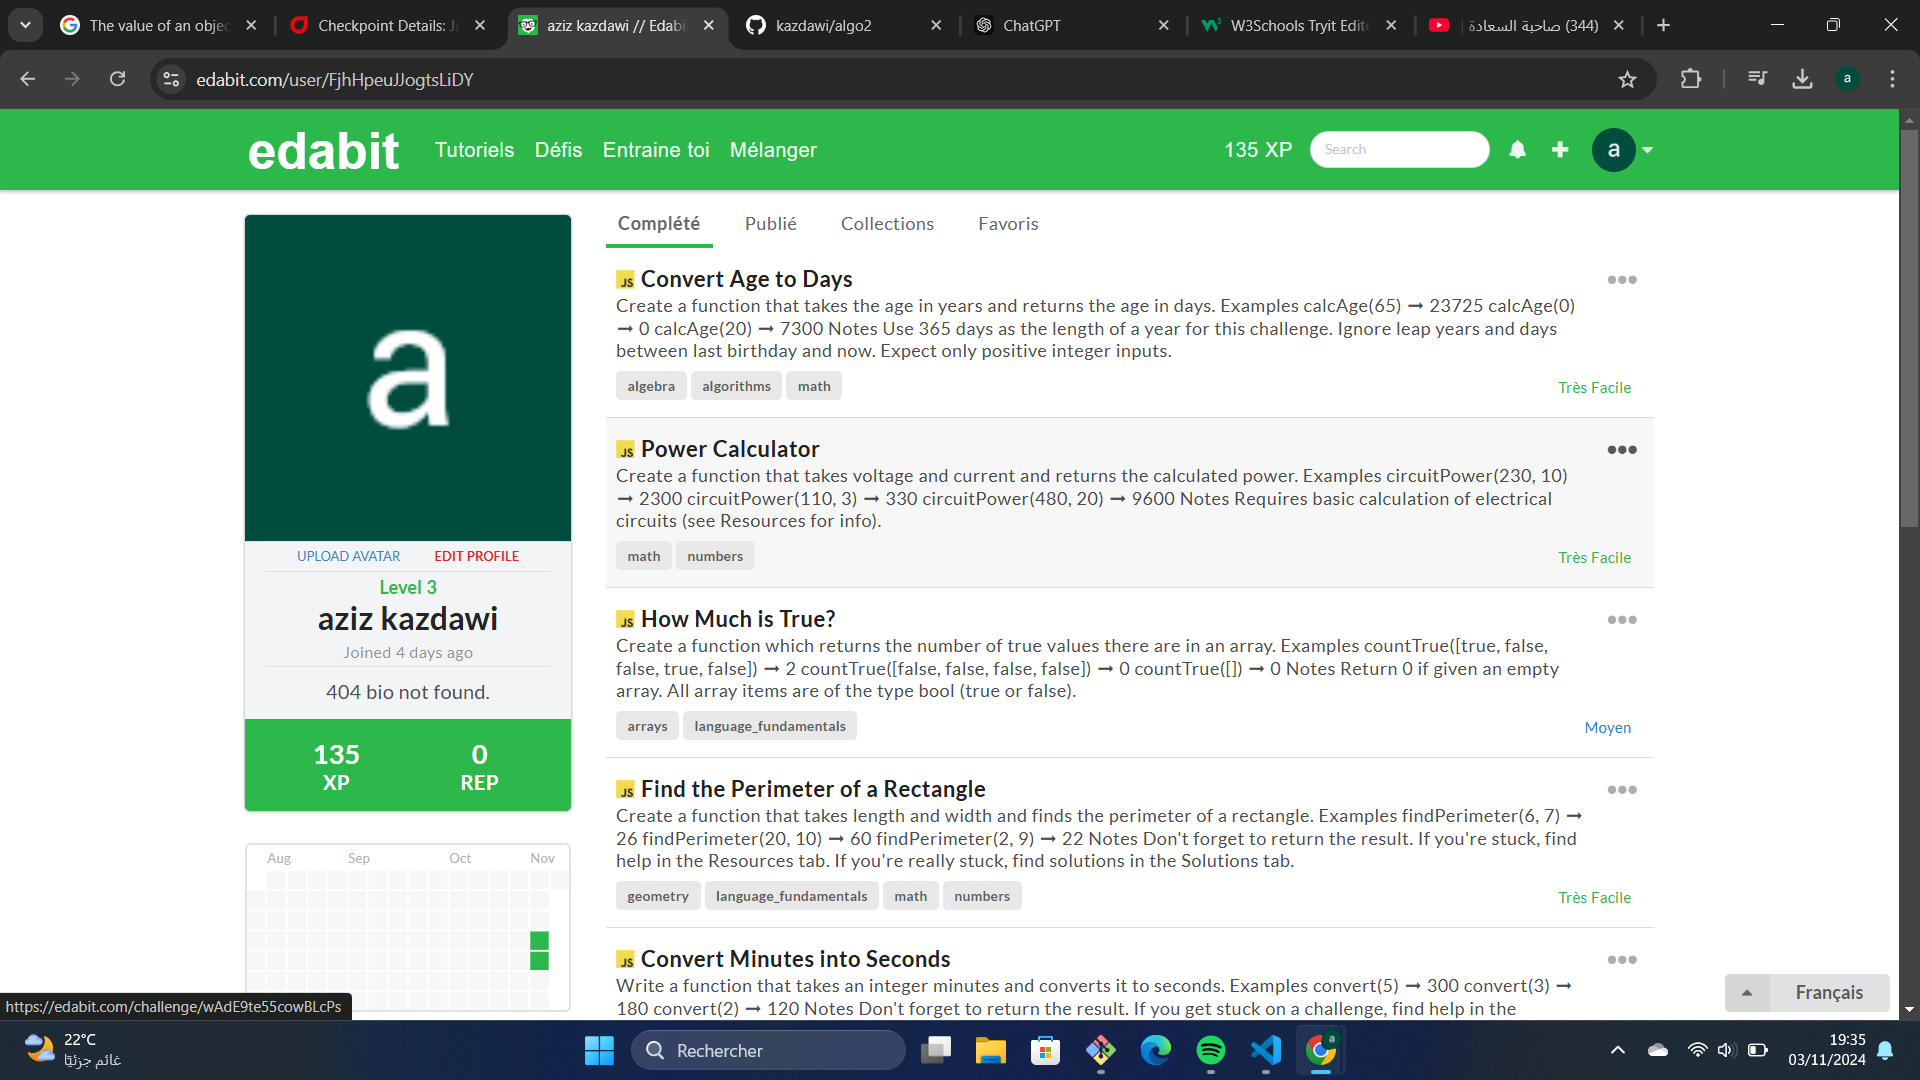 The value of an objec
Checkpoint Details: Ja
aziz kazdawi // Edabi
kazdawi/algo2
ChatGPT
W3Schools Tryit Edito
(344) صاحبة السعادة |
edabit.com/user/FjhHpeuJJogtsLiDY
a
edabit
Tutoriels
Défis
Entraine toi
Mélanger
135 XP
Search
a
a
UPLOAD AVATAR
EDIT PROFILE
Level 3
aziz kazdawi
Joined 4 days ago
404 bio not found.
135
XP
0
REP
Aug
Sep
Oct
Nov
Complété
Publié
Collections
Favoris
JS Convert Age to Days
Create a function that takes the age in years and returns the age in days. Examples calcAge(65) ➞ 23725 calcAge(0)
➞ 0 calcAge(20) ➞ 7300 Notes Use 365 days as the length of a year for this challenge. Ignore leap years and days
between last birthday and now. Expect only positive integer inputs.
algebra
algorithms
math
Très Facile
JS Power Calculator
Create a function that takes voltage and current and returns the calculated power. Examples circuitPower(230, 10)
➞ 2300 circuitPower(110, 3) ➞ 330 circuitPower(480, 20) ➞ 9600 Notes Requires basic calculation of electrical
circuits (see Resources for info).
math
numbers
Très Facile
JS How Much is True?
Create a function which returns the number of true values there are in an array. Examples countTrue([true, false,
false, true, false]) ➞ 2 countTrue([false, false, false, false]) ➞ 0 countTrue([]) ➞ 0 Notes Return 0 if given an empty
array. All array items are of the type bool (true or false).
arrays
language_fundamentals
Moyen
JS Find the Perimeter of a Rectangle
Create a function that takes length and width and finds the perimeter of a rectangle. Examples findPerimeter(6, 7) ➞
26 findPerimeter(20, 10) ➞ 60 findPerimeter(2, 9) ➞ 22 Notes Don't forget to return the result. If you're stuck, find
help in the Resources tab. If you're really stuck, find solutions in the Solutions tab.
geometry
language_fundamentals
math
numbers
Très Facile
JS Convert Minutes into Seconds
Write a function that takes an integer minutes and converts it to seconds. Examples convert(5) ➞ 300 convert(3) ➞
180 convert(2) ➞ 120 Notes Don't forget to return the result. If you get stuck on a challenge, find help in the
Français
https://edabit.com/challenge/wAdE9te55cowBLcPs
22°C
غائم جزئيًا
Rechercher
a
19:35
03/11/2024